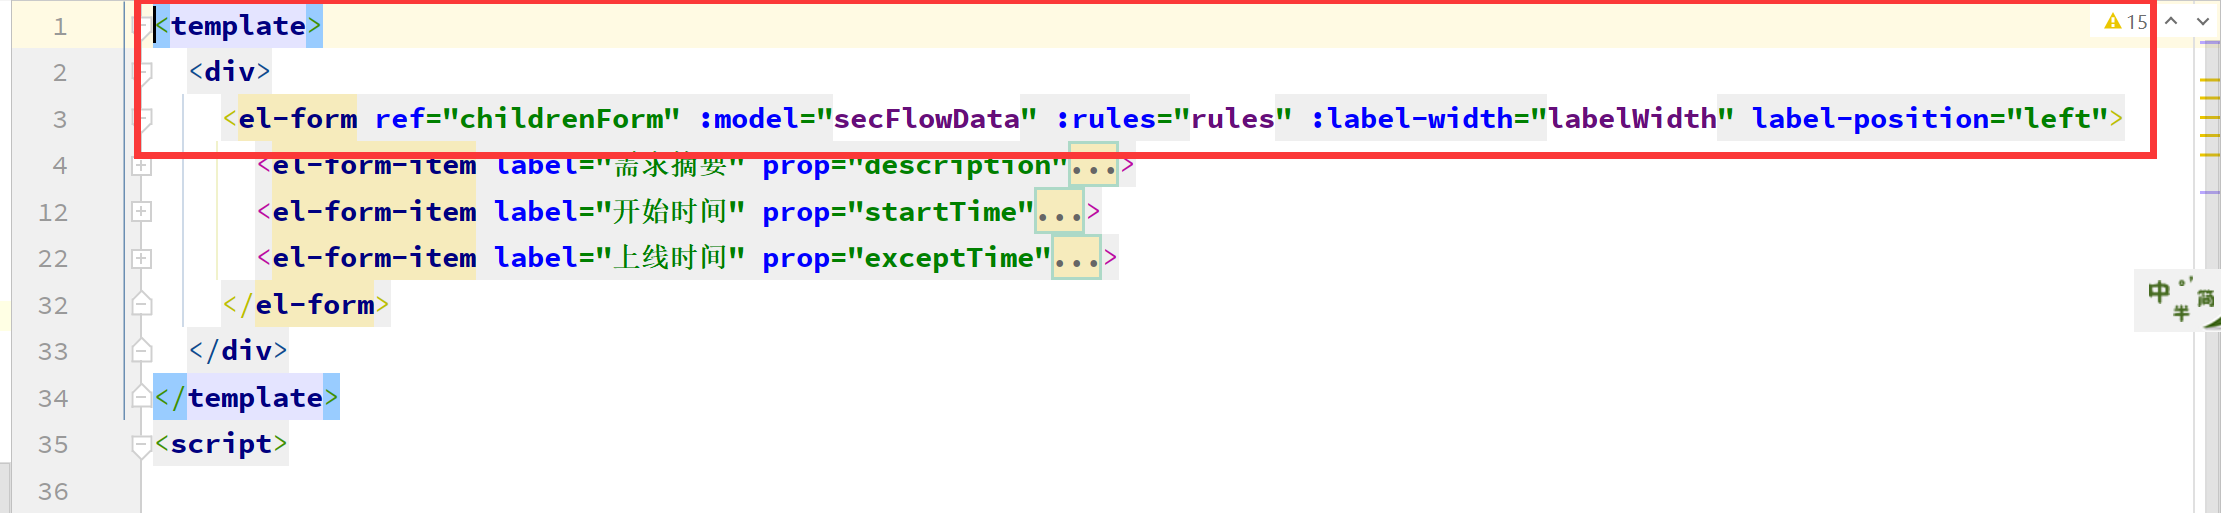 1 <template> 15
2 <div>
3 <el-form ref="childrenForm" :model="secFlowData" :rules="rules" :label-width="labelWidth" label-position="left">
4 <el-form-item label="需求摘要" prop="description"...>
12 <el-form-item label="开始时间" prop="startTime"...>
22 <el-form-item label="上线时间" prop="exceptTime"...>
32 </el-form>
中 °' 简
半
33 </div>
34 </template>
35 <script>
36